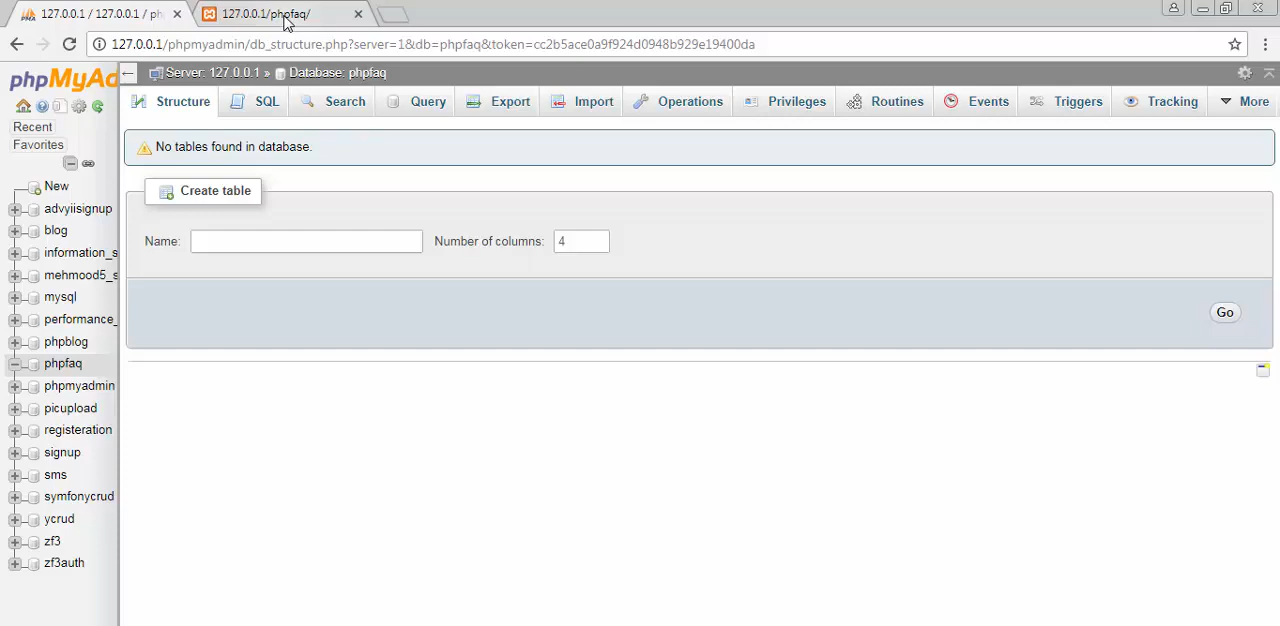 127.0.0.1 / 127.0.0.1 / ph
127.0.0.1/phpfaq/
127.0.0.1/phpmyadmin/db_structure.php?server=1&db=phpfaq&token=cc2b5ace0a9f924d0948b929e19400da
phpMyAd
Server: 127.0.0.1 » Database: phpfaq
Structure SQL Search Query Export Import Operations Privileges Routines Events Triggers Tracking More
Recent
Favorites
No tables found in database.
Create table
Name: Number of columns: 4
Go
New
advyiisignup
blog
information_s
mehmood5_s
mysql
performance_
phpblog
phpfaq
phpmyadmin
picupload
registeration
signup
sms
symfonycrud
ycrud
zf3
zf3auth